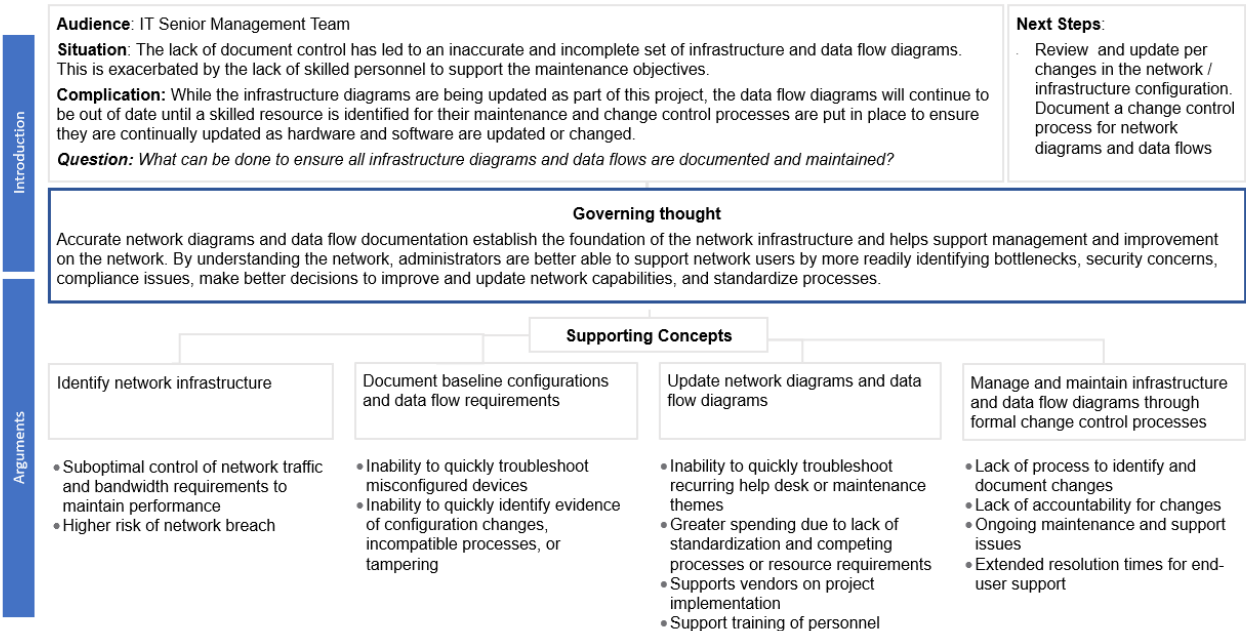 Introduction
Audience: IT Senior Management Team
Situation: The lack of document control has led to an inaccurate and incomplete set of infrastructure and data flow diagrams.
This is exacerbated by the lack of skilled personnel to support the maintenance objectives.
Complication: While the infrastructure diagrams are being updated as part of this project, the data flow diagrams will continue to
be out of date until a skilled resource is identified for their maintenance and change control processes are put in place to ensure
they are continually updated as hardware and software are updated or changed.
Question: What can be done to ensure all infrastructure diagrams and data flows are documented and maintained?
Next Steps:
. Review and update per
changes in the network /
infrastructure configuration.
Document a change control
process for network
diagrams and data flows
Governing thought
Accurate network diagrams and data flow documentation establish the foundation of the network infrastructure and helps support management and improvement
on the network. By understanding the network, administrators are better able to support network users by more readily identifying bottlenecks, security concerns,
compliance issues, make better decisions to improve and update network capabilities, and standardize processes.
Arguments
Supporting Concepts
Identify network infrastructure
• Suboptimal control of network traffic
and bandwidth requirements to
maintain performance
• Higher risk of network breach
Document baseline configurations
and data flow requirements
• Inability to quickly troubleshoot
misconfigured devices
• Inability to quickly identify evidence
of configuration changes,
incompatible processes, or
tampering
Update network diagrams and data
flow diagrams
• Inability to quickly troubleshoot
recurring help desk or maintenance
themes
• Greater spending due to lack of
standardization and competing
processes or resource requirements
• Supports vendors on project
implementation
• Support training of personnel
Manage and maintain infrastructure
and data flow diagrams through
formal change control processes
• Lack of process to identify and
document changes
• Lack of accountability for changes
• Ongoing maintenance and support
issues
• Extended resolution times for end-
user support